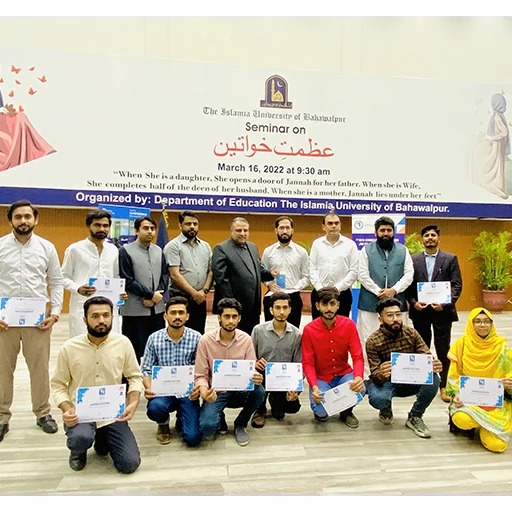 The Islamia University of Bahawalpur
Seminar on
عظمتِ خواتین
March 16, 2022 at 9:30 am
"When She is a daughter, She opens a door of Jannah for her father. When she is Wife,
She completes half of the deen of her husband. When she is a mother, Jannah lies under her feet"
Organized by: Department of Education The Islamia University of Bahawalpur.